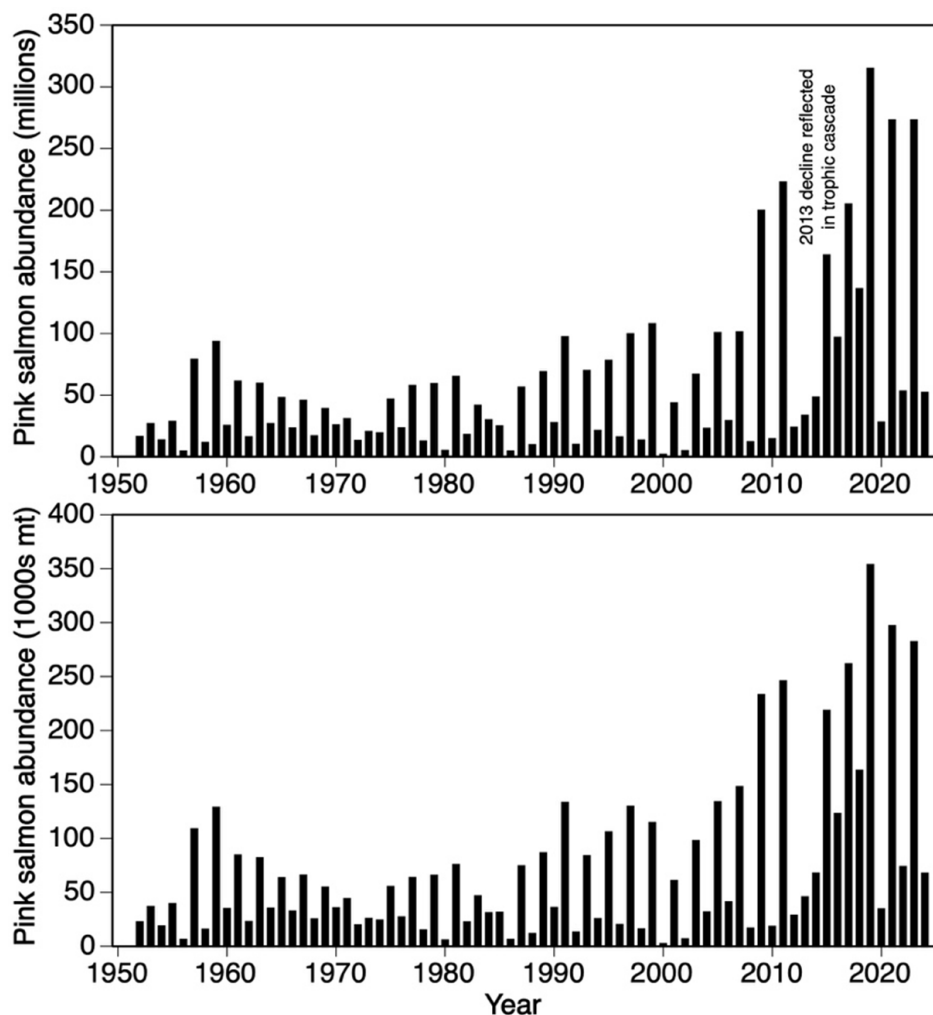 Pink salmon abundance (millions)
350
300
250
200
150
100
50
0
2013 decline reflected
in trophic cascade
1950 1960 1970 1980 1990 2000 2010 2020
Pink salmon abundance (1000s mt)
400
350
300
250
200
150
100
50
0
1950 1960 1970 1980 1990 2000 2010 2020
Year